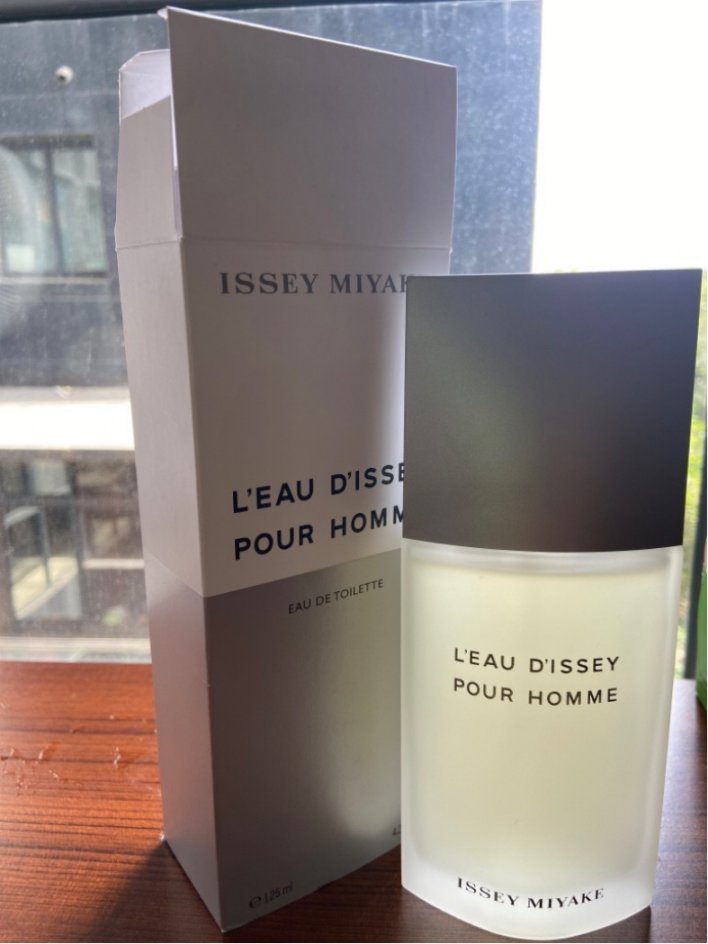 ISSEY MIYAK
L'EAU D'ISSE
POUR HOMM
EAU DE TOILETTE
℮ 125 ml
L'EAU D'ISSEY
POUR HOMME
ISSEY MIYAKE